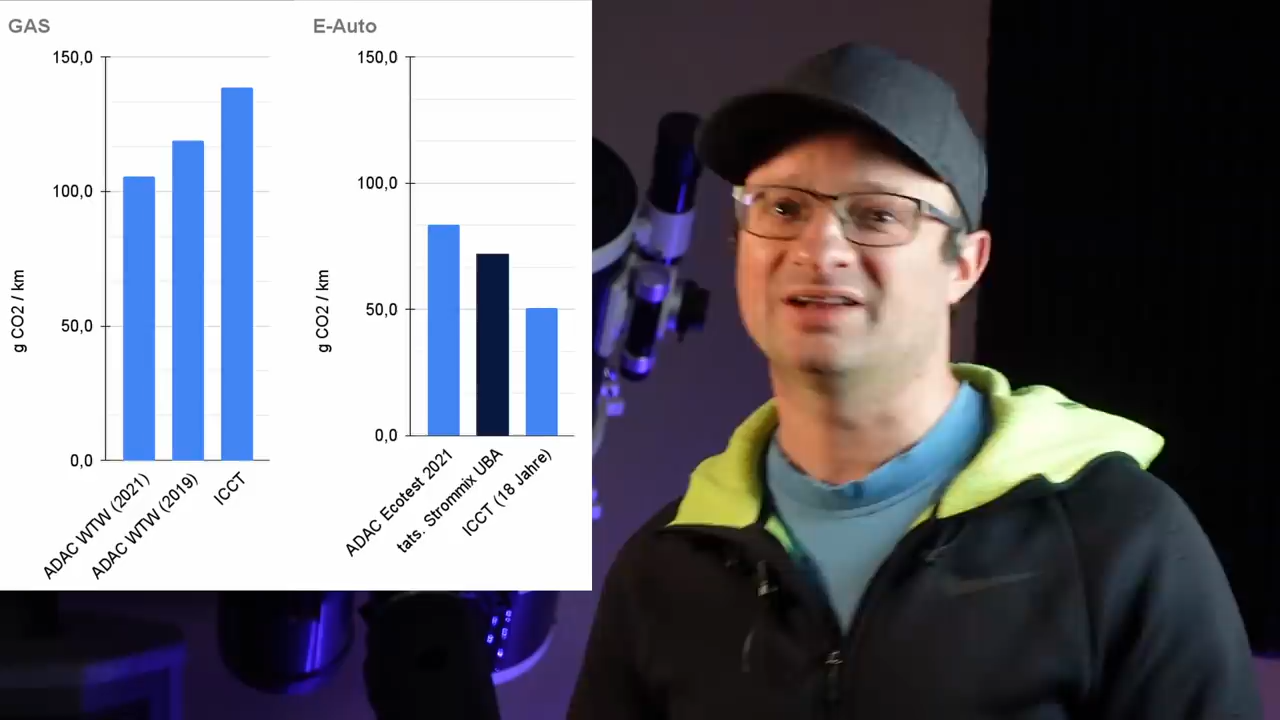 GAS
150,0
100,0
50,0
0,0
g CO2 / km
ADAC WTW (2021)
ADAC WTW (2019)
ICCT
E-Auto
150,0
100,0
50,0
0,0
g CO2 / km
ADAC Ecotest 2021
tats. Strommix UBA
ICCT (18 Jahre)